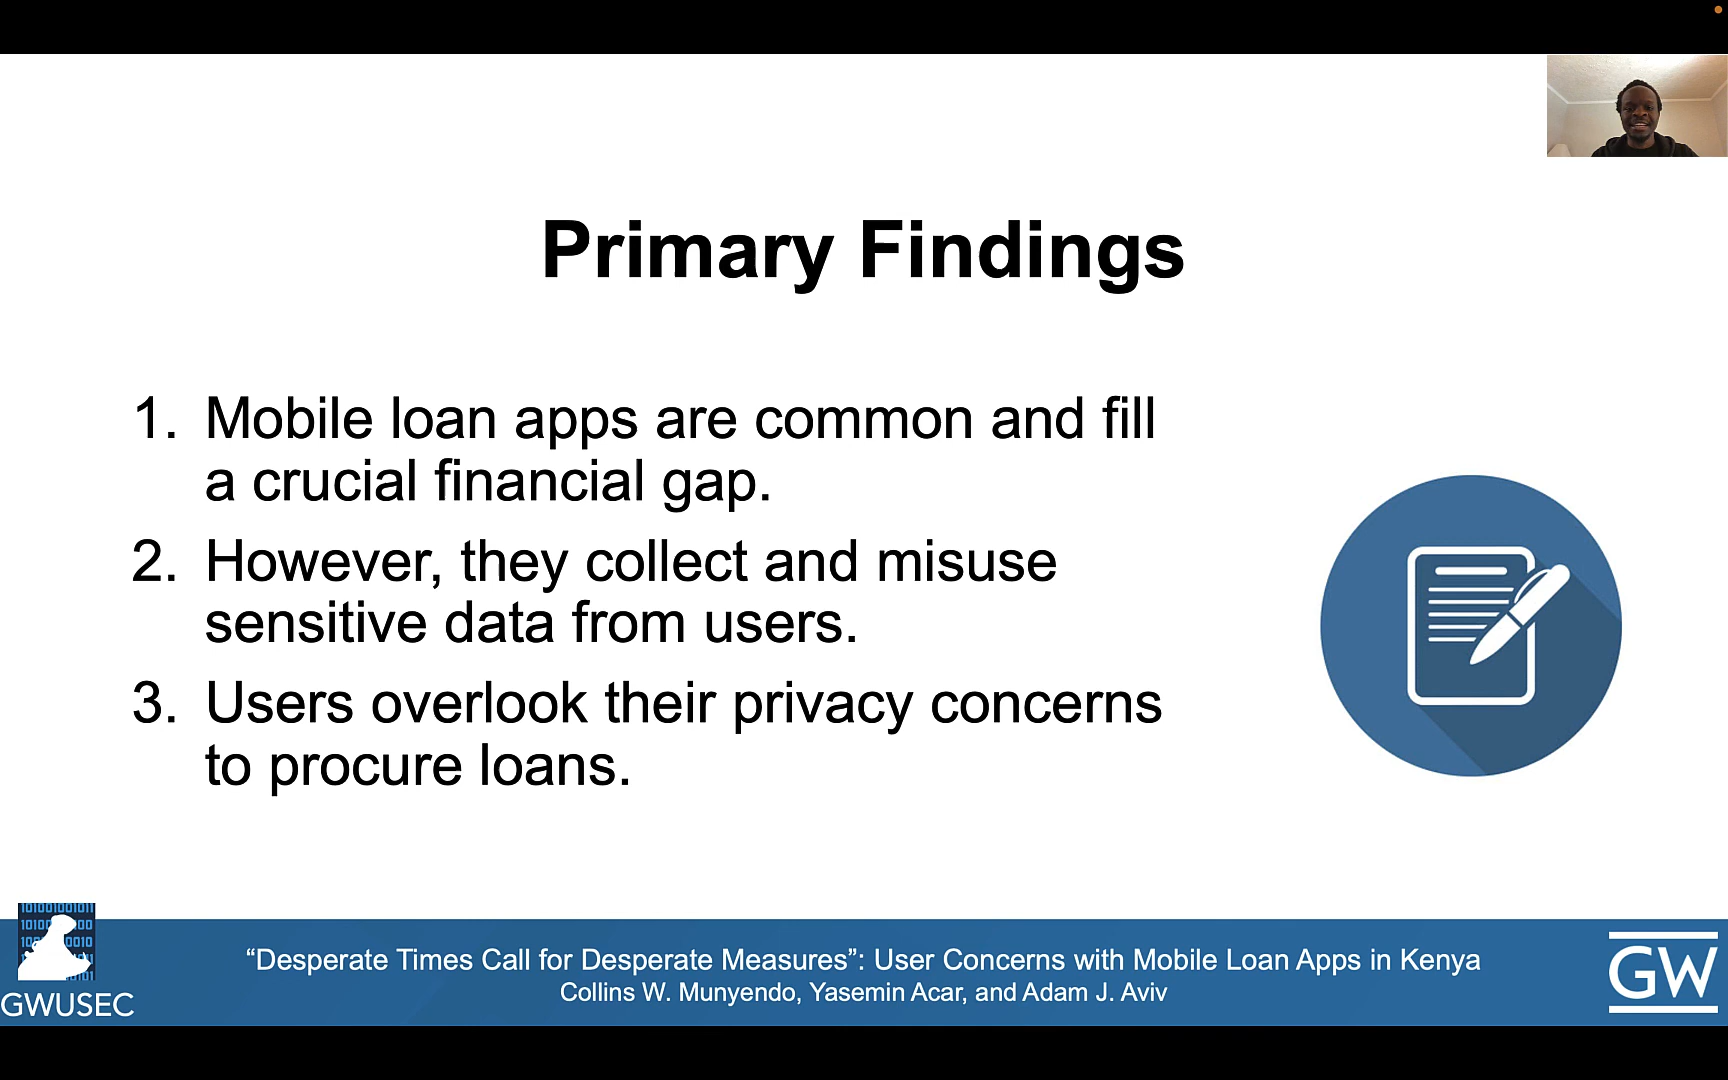 Primary Findings
1. Mobile loan apps are common and fill
a crucial financial gap.
2. However, they collect and misuse
sensitive data from users.
3. Users overlook their privacy concerns
to procure loans.
“Desperate Times Call for Desperate Measures”: User Concerns with Mobile Loan Apps in Kenya
Collins W. Munyendo, Yasemin Acar, and Adam J. Aviv
GWUSEC
GW